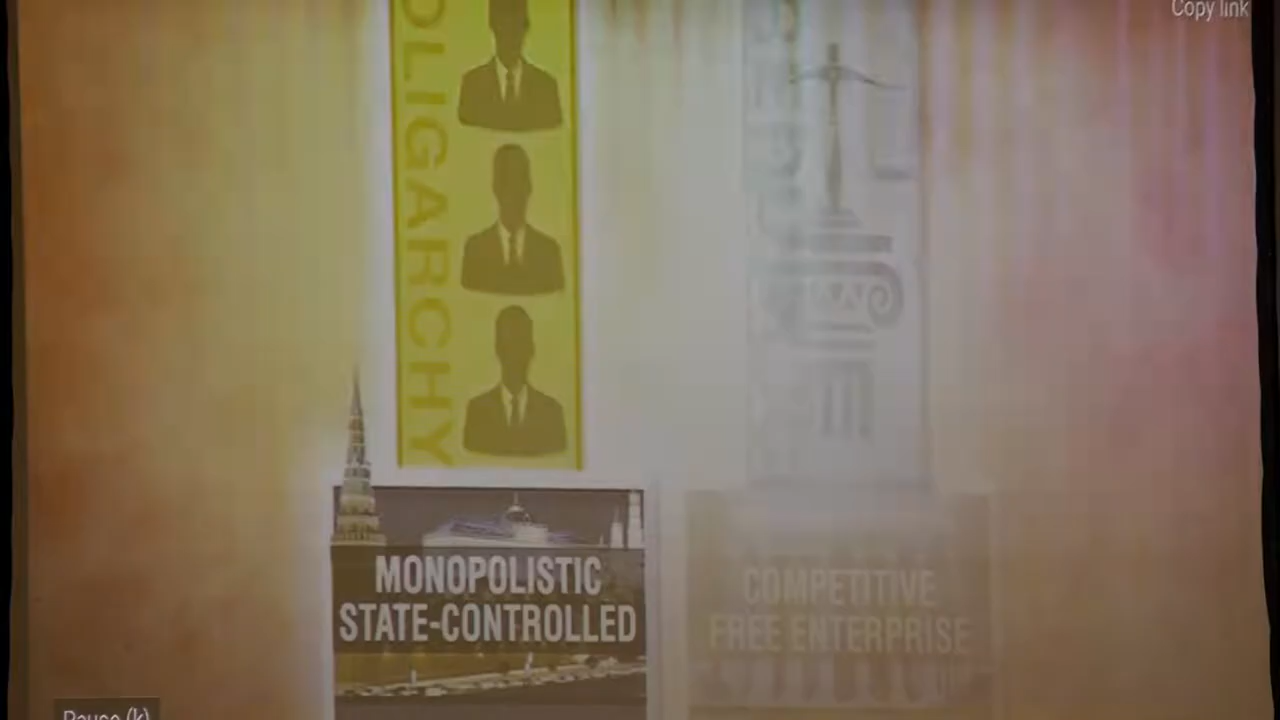 Copy link
OLIGARCHY
MONOPOLISTIC
STATE-CONTROLLED
COMPETITIVE
FREE ENTERPRISE
Pause (k)